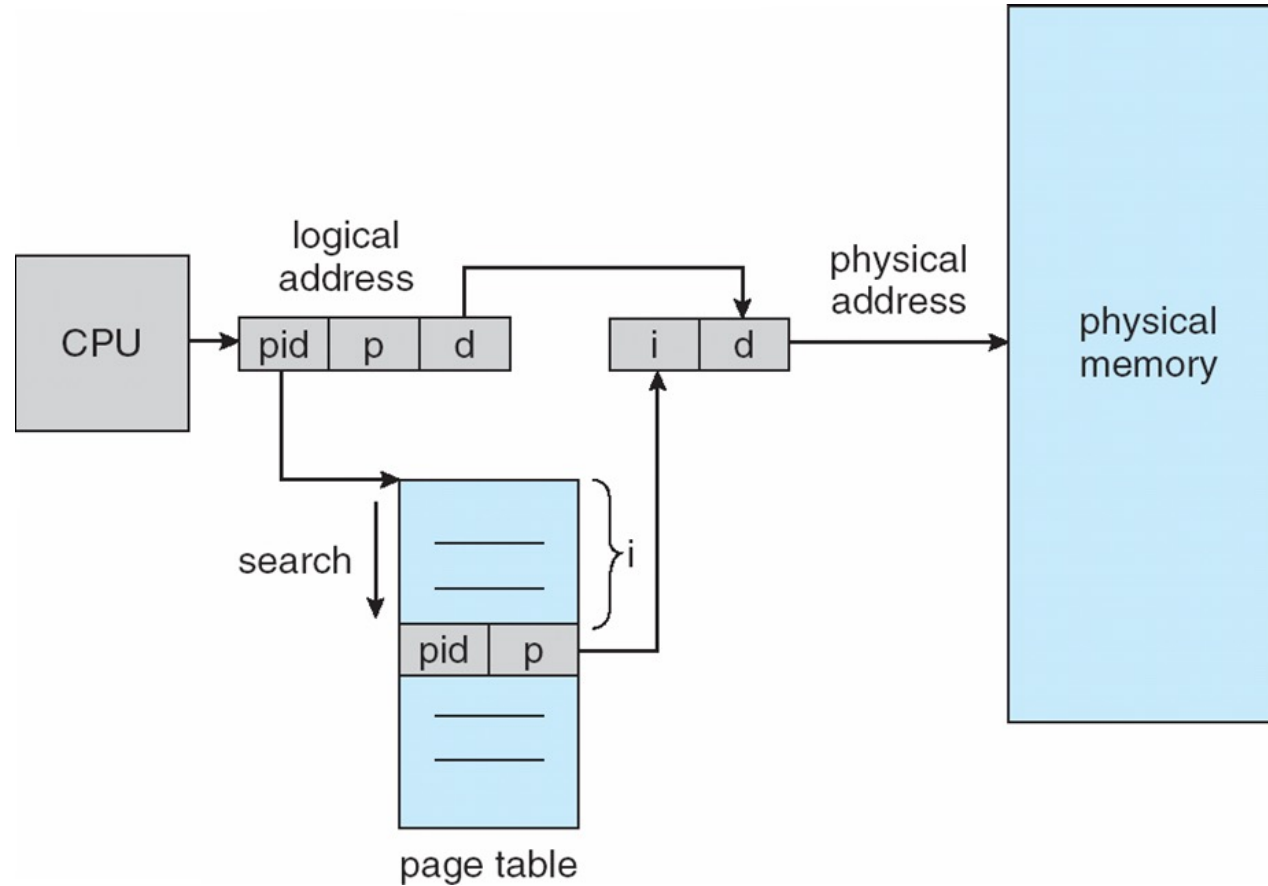 logical
address
physical
address
CPU
pid p d
i d
physical
memory
search
i
pid p
page table